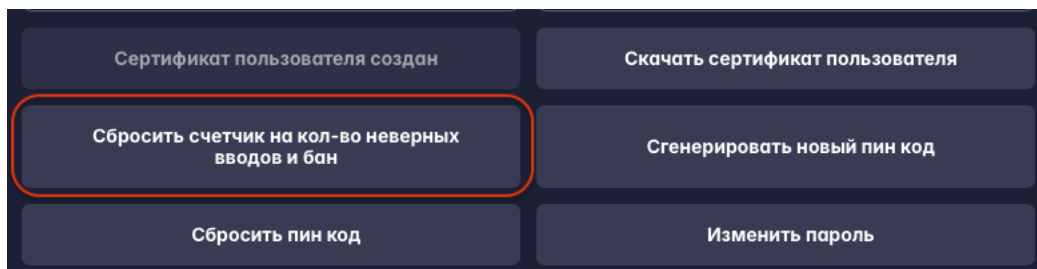 Сертификат пользователя создан
Скачать сертификат пользователя
Сбросить счетчик на кол-во неверных
вводов и бан
Сгенерировать новый пин код
Сбросить пин код
Изменить пароль